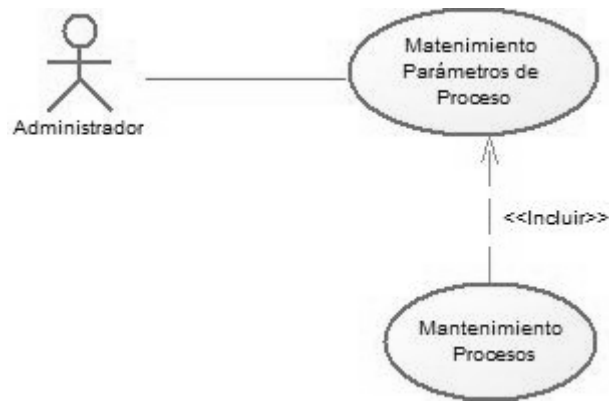 Matenimiento
Parámetros de
Proceso
Administrador
<<Incluir>>
Mantenimiento
Procesos